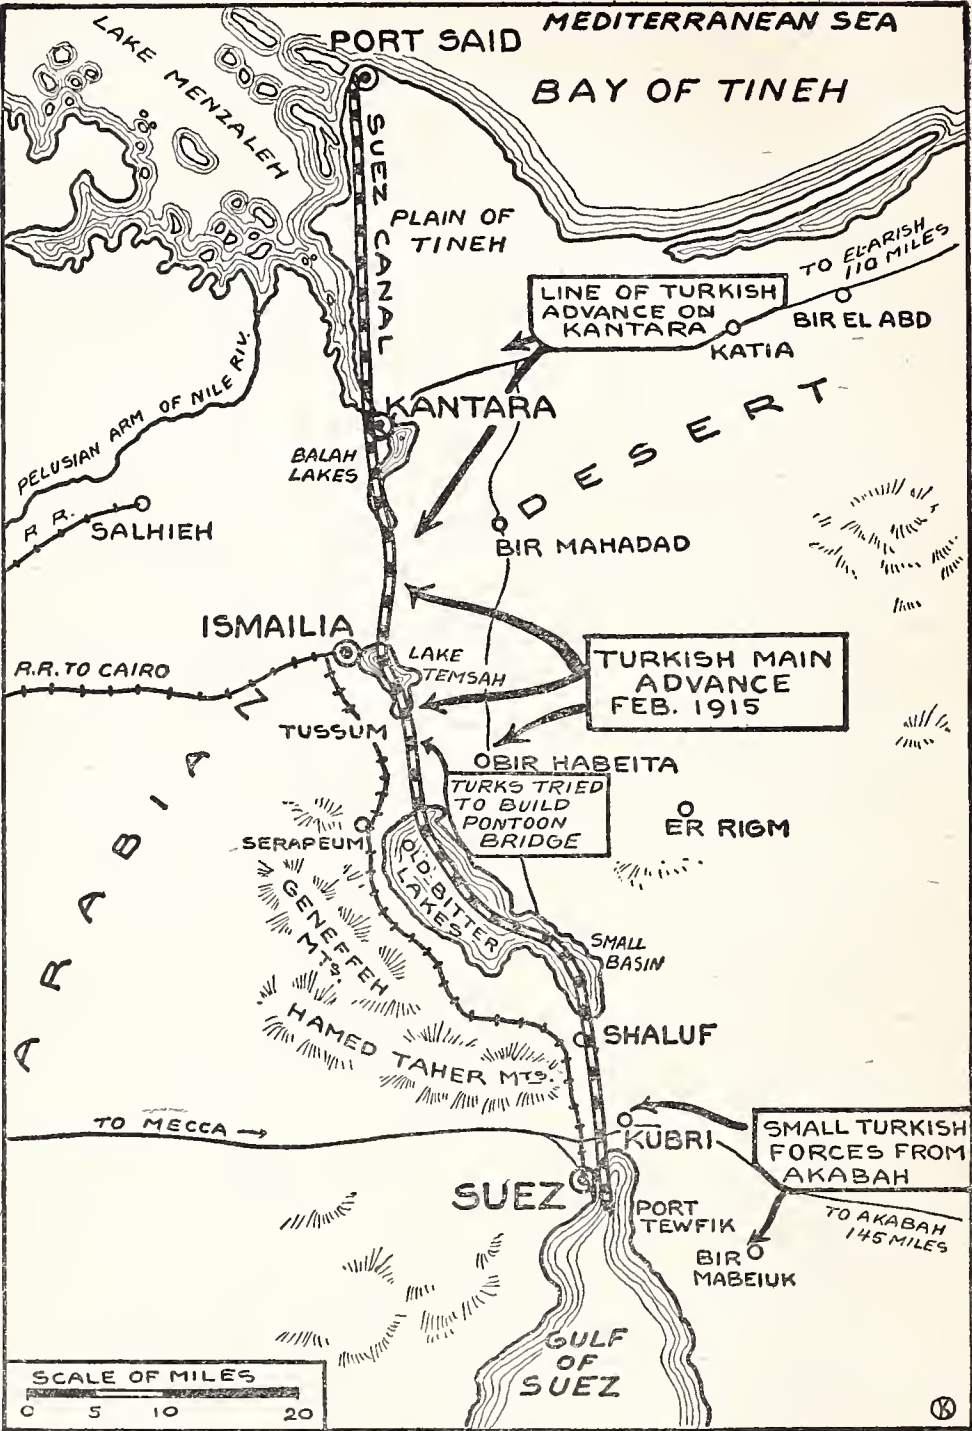 MEDITERRANEAN SEA
LAKE MENZALEH
PORT SAID
BAY OF TINEH
SUEZ CANAL
PLAIN OF
TINEH
TO EL-ARISH
110 MILES
LINE OF TURKISH
ADVANCE ON
KANTARA
BIR EL ABD
KATIA
PELUSIAN ARM OF NILE RIV.
KANTARA
DESERT
BALAH
LAKES
R. R.
SALHIEH
BIR MAHADAD
ISMAILIA
R.R. TO CAIRO
LAKE
TEMSAH
TURKISH MAIN
ADVANCE
FEB. 1915
TUSSUM
BIR HABEITA
ARABIAN
TURKS TRIED
TO BUILD
PONTOON
BRIDGE
ER RIGM
SERAPEUM
OLD BITTER
LAKES
GENEFFEH
MTS.
SMALL
BASIN
HAMED TAHER MTS.
SHALUF
TO MECCA →
KUBRI
SMALL TURKISH
FORCES FROM
AKABAH
SUEZ
PORT
TEWFIK
TO AKABAH
145 MILES
BIR
MABEIUK
GULF
OF
SUEZ
SCALE OF MILES
0 5 10 20
K